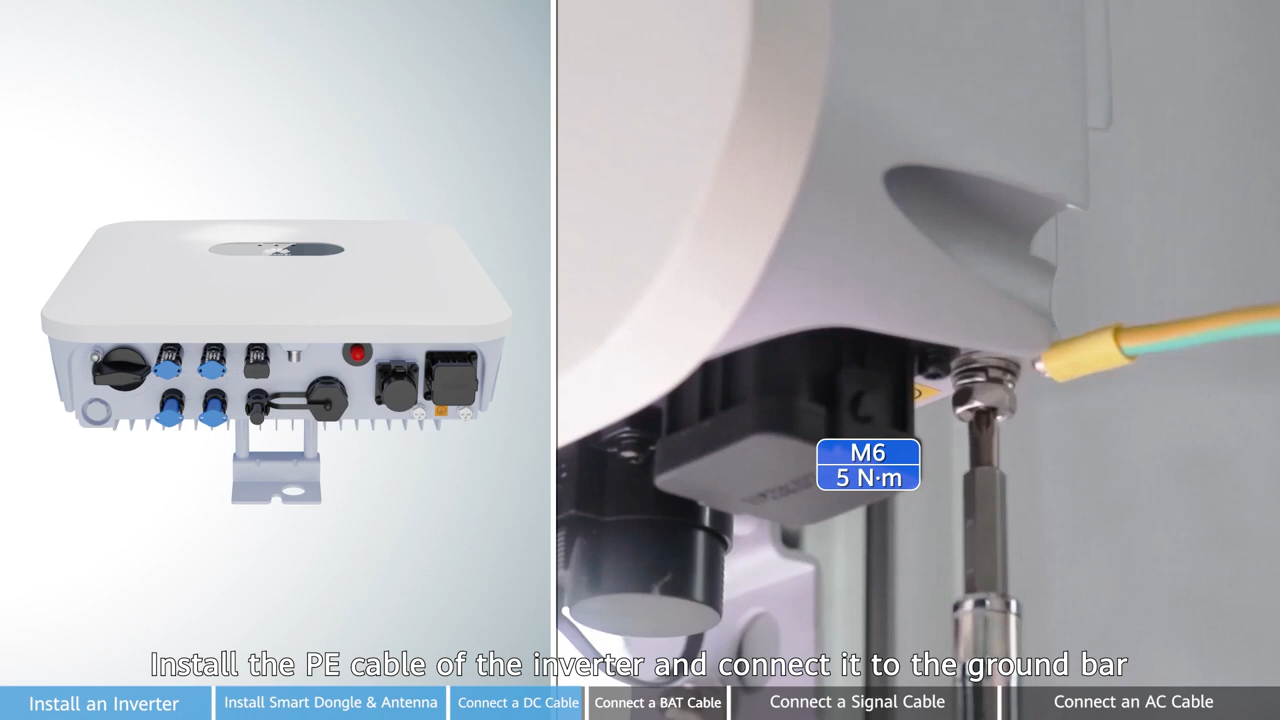 M6
5 N·m
Install the PE cable of the inverter and connect it to the ground bar
Install an Inverter
Install Smart Dongle & Antenna
Connect a DC Cable
Connect a BAT Cable
Connect a Signal Cable
Connect an AC Cable